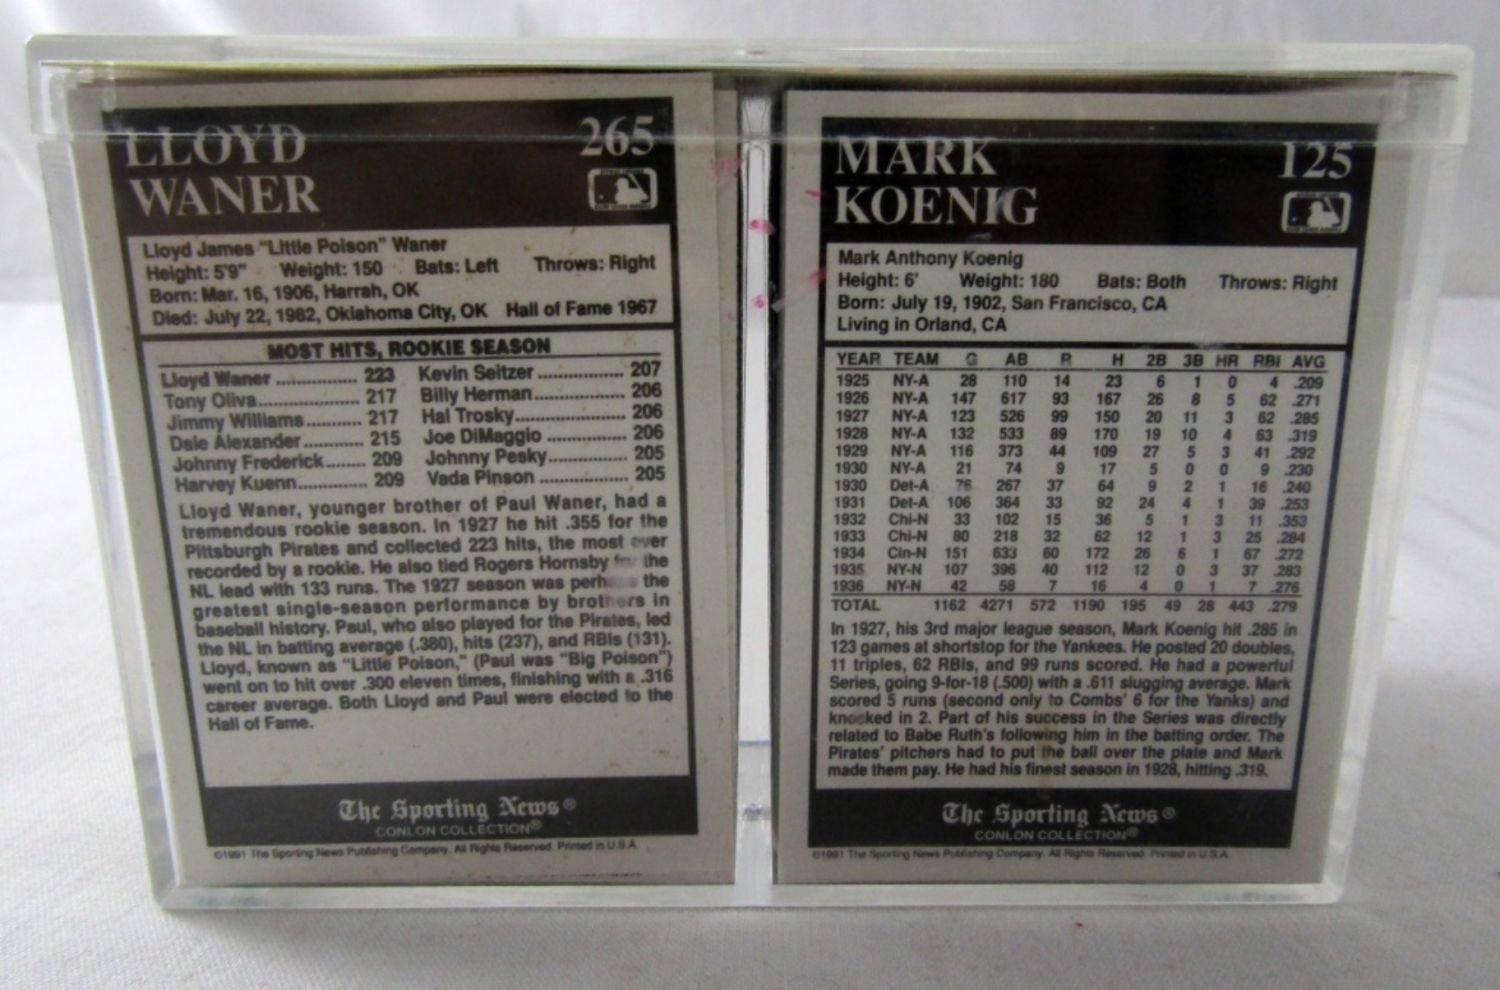 LLOYD
WANER
265
Lloyd James "Little Poison" Waner
Height: 5'9" Weight: 150 Bats: Left Throws: Right
Born: Mar. 16, 1906, Harrah, OK
Died: July 22, 1982, Oklahoma City, OK Hall of Fame 1967
MOST HITS, ROOKIE SEASON
Lloyd Waner ............... 223 Kevin Seitzer ............... 207
Tony Oliva ............... 217 Billy Herman ............... 206
Jimmy Williams ........... 217 Hal Trosky ............... 206
Dale Alexander ........... 215 Joe DiMaggio ............... 206
Johnny Frederick ........ 209 Johnny Pesky ............... 205
Harvey Kuenn ............ 209 Vada Pinson ............... 205
Lloyd Waner, younger brother of Paul Waner, had a
tremendous rookie season. In 1927 he hit .355 for the
Pittsburgh Pirates and collected 223 hits, the most ever
recorded by a rookie. He also tied Rogers Hornsby for the
NL lead with 133 runs. The 1927 season was perhaps the
greatest single-season performance by brothers in
baseball history. Paul, who also played for the Pirates, led
the NL in batting average (.380), hits (237), and RBIs (131).
Lloyd, known as "Little Poison," (Paul was "Big Poison")
went on to hit over .300 eleven times, finishing with a .316
career average. Both Lloyd and Paul were elected to the
Hall of Fame.
The Sporting News®
CONLON COLLECTION®
©1991 The Sporting News Publishing Company. All Rights Reserved. Printed in U.S.A.
MARK
KOENIG
125
Mark Anthony Koenig
Height: 6' Weight: 180 Bats: Both Throws: Right
Born: July 19, 1902, San Francisco, CA
Living in Orland, CA
YEAR TEAM G AB R H 2B 3B HR RBI AVG
1925 NY-A 28 110 14 23 6 1 0 4 .209
1926 NY-A 147 617 93 167 26 8 5 62 .271
1927 NY-A 123 526 99 150 20 11 3 62 .285
1928 NY-A 132 533 89 170 19 10 4 63 .319
1929 NY-A 116 373 44 109 27 5 3 41 .292
1930 NY-A 21 74 9 17 5 0 0 9 .230
1930 Det-A 76 267 37 64 9 2 1 16 .240
1931 Det-A 106 364 33 92 24 4 1 39 .253
1932 Chi-N 33 102 15 36 5 1 3 11 .353
1933 Chi-N 80 218 32 62 12 1 3 25 .284
1934 Cin-N 151 633 60 172 26 6 1 67 .272
1935 NY-N 107 396 40 112 12 0 3 37 .283
1936 NY-N 42 58 7 16 4 0 1 7 .276
TOTAL 1162 4271 572 1190 195 49 28 443 .279
In 1927, his 3rd major league season, Mark Koenig hit .285 in
123 games at shortstop for the Yankees. He posted 20 doubles,
11 triples, 62 RBIs, and 99 runs scored. He had a powerful
Series, going 9-for-18 (.500) with a .611 slugging average. Mark
scored 5 runs (second only to Combs' 6 for the Yanks) and
knocked in 2. Part of his success in the Series was directly
related to Babe Ruth's following him in the batting order. The
Pirates' pitchers had to put the ball over the plate and Mark
made them pay. He had his finest season in 1928, hitting .319.
The Sporting News®
CONLON COLLECTION®
©1991 The Sporting News Publishing Company. All Rights Reserved. Printed in U.S.A.